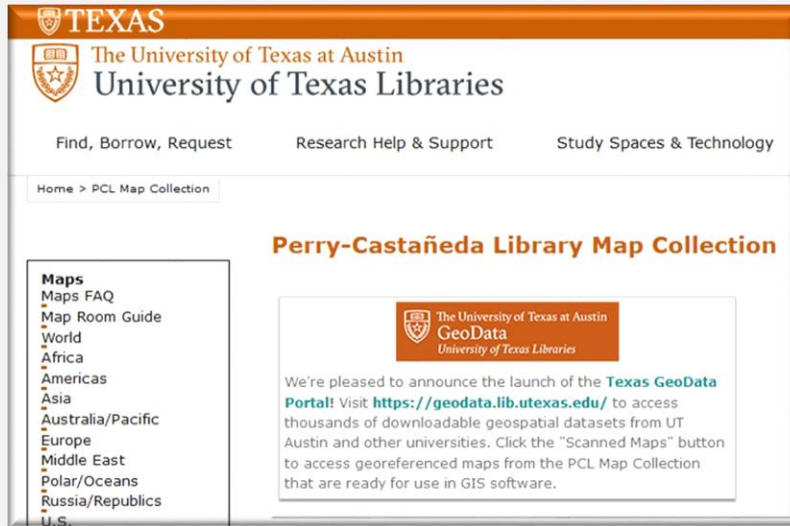 TEXAS
The University of Texas at Austin
University of Texas Libraries
Find, Borrow, Request Research Help & Support Study Spaces & Technology
Home > PCL Map Collection
Perry-Castañeda Library Map Collection
Maps
Maps FAQ
Map Room Guide
World
Africa
Americas
Asia
Australia/Pacific
Europe
Middle East
Polar/Oceans
Russia/Republics
U.S.
The University of Texas at Austin
GeoData
University of Texas Libraries
We're pleased to announce the launch of the Texas GeoData
Portal! Visit https://geodata.lib.utexas.edu/ to access
thousands of downloadable geospatial datasets from UT
Austin and other universities. Click the "Scanned Maps" button
to access georeferenced maps from the PCL Map Collection
that are ready for use in GIS software.